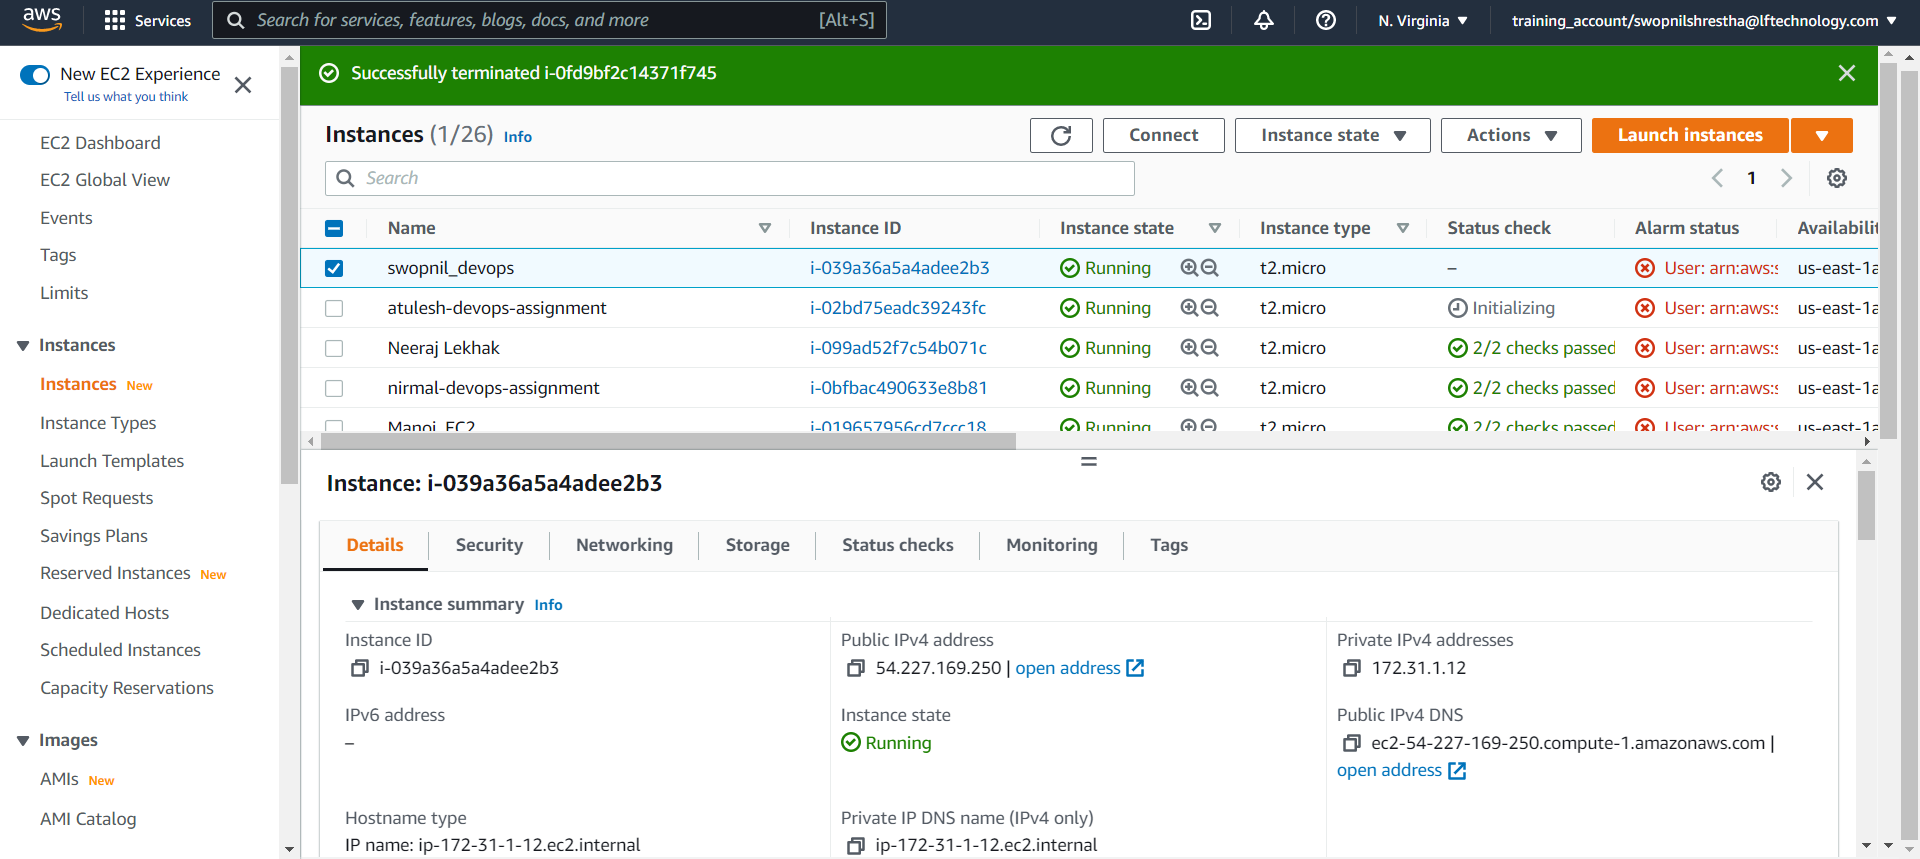 aws
Services
Search for services, features, blogs, docs, and more [Alt+S]
N. Virginia
training_account/swopnilshrestha@lftechnology.com
New EC2 Experience
Tell us what you think
EC2 Dashboard
EC2 Global View
Events
Tags
Limits
Instances
Instances New
Instance Types
Launch Templates
Spot Requests
Savings Plans
Reserved Instances New
Dedicated Hosts
Scheduled Instances
Capacity Reservations
Images
AMIs New
AMI Catalog
Successfully terminated i-0fd9bf2c14371f745
Instances (1/26) Info
Connect
Instance state
Actions
Launch instances
Search
1
Name Instance ID Instance state Instance type Status check Alarm status Availabilit
swopnil_devops i-039a36a5a4adee2b3 Running t2.micro – User: arn:aws:s us-east-1a
atulesh-devops-assignment i-02bd75eadc39243fc Running t2.micro Initializing User: arn:aws:s us-east-1a
Neeraj Lekhak i-099ad52f7c54b071c Running t2.micro 2/2 checks passed User: arn:aws:s us-east-1a
nirmal-devops-assignment i-0bfbac490633e8b81 Running t2.micro 2/2 checks passed User: arn:aws:s us-east-1a
Manoj_EC2 i-019657956cd7ccc18 Running t2.micro 2/2 checks passed User: arn:aws:s us-east-1a
Instance: i-039a36a5a4adee2b3
Details Security Networking Storage Status checks Monitoring Tags
Instance summary Info
Instance ID
i-039a36a5a4adee2b3
Public IPv4 address
54.227.169.250 | open address
Private IPv4 addresses
172.31.1.12
IPv6 address
–
Instance state
Running
Public IPv4 DNS
ec2-54-227-169-250.compute-1.amazonaws.com |
open address
Hostname type
IP name: ip-172-31-1-12.ec2.internal
Private IP DNS name (IPv4 only)
ip-172-31-1-12.ec2.internal